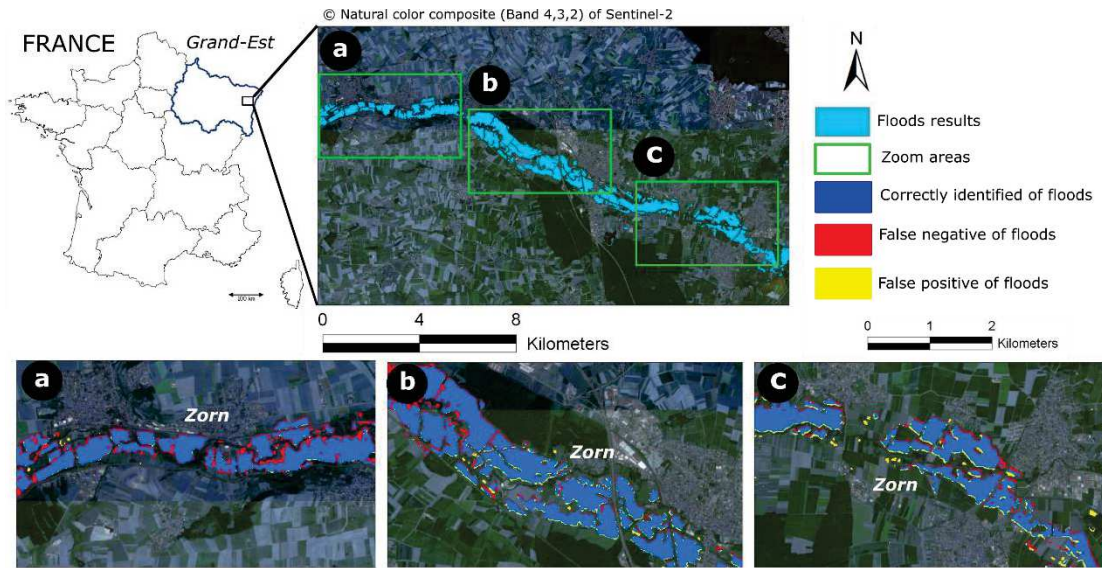 © Natural color composite (Band 4,3,2) of Sentinel-2
FRANCE
Grand-Est
a
b
c
N
Floods results
Zoom areas
Correctly identified of floods
False negative of floods
False positive of floods
100 km
0 4 8
Kilometers
0 1 2
Kilometers
a
Zorn
b
Zorn
c
Zorn